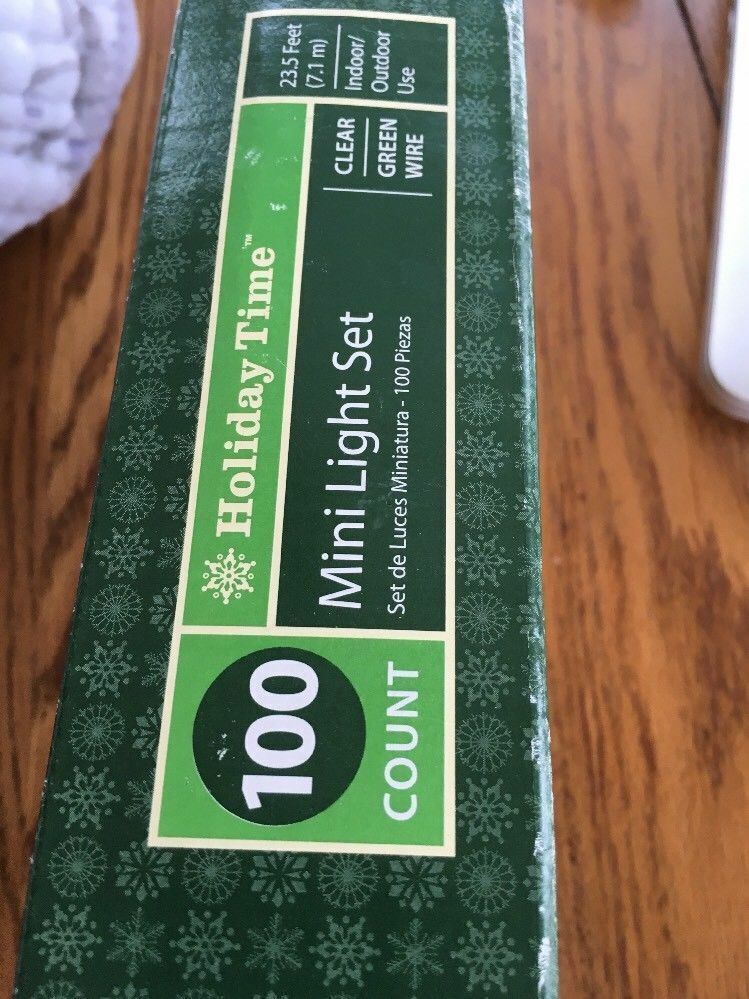 100
COUNT
Holiday Time™
Mini Light Set
Set de Luces Miniatura - 100 Piezas
CLEAR
GREEN
WIRE
23.5 Feet
(7.1 m)
Indoor/
Outdoor
Use